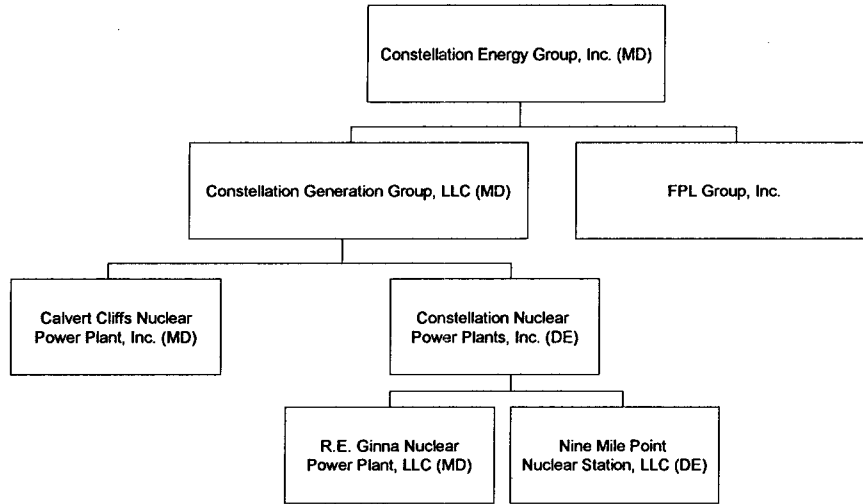 Constellation Energy Group, Inc. (MD)
Constellation Generation Group, LLC (MD)
FPL Group, Inc.
Calvert Cliffs Nuclear
Power Plant, Inc. (MD)
Constellation Nuclear
Power Plants, Inc. (DE)
R.E. Ginna Nuclear
Power Plant, LLC (MD)
Nine Mile Point
Nuclear Station, LLC (DE)